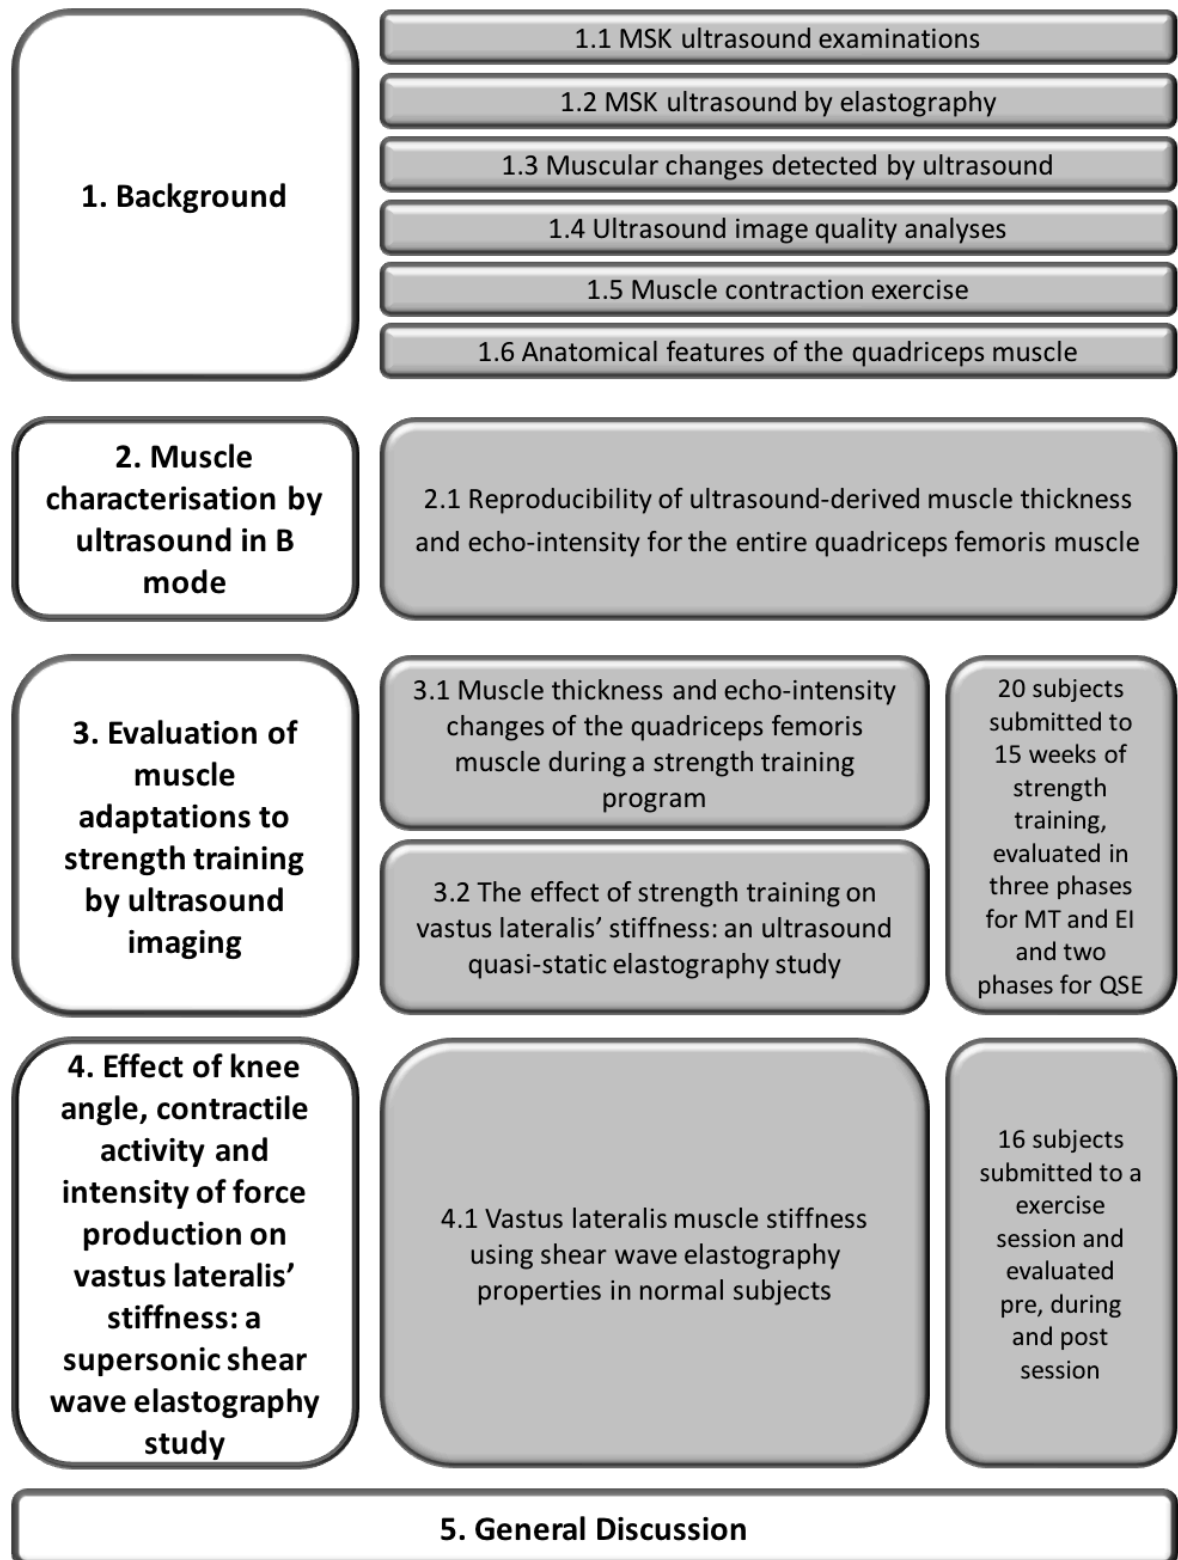 1. Background
1.1 MSK ultrasound examinations
1.2 MSK ultrasound by elastography
1.3 Muscular changes detected by ultrasound
1.4 Ultrasound image quality analyses
1.5 Muscle contraction exercise
1.6 Anatomical features of the quadriceps muscle
2. Muscle
characterisation by
ultrasound in B
mode
2.1 Reproducibility of ultrasound-derived muscle thickness
and echo-intensity for the entire quadriceps femoris muscle
3. Evaluation of
muscle
adaptations to
strength training
by ultrasound
imaging
3.1 Muscle thickness and echo-intensity
changes of the quadriceps femoris
muscle during a strength training
program
3.2 The effect of strength training on
vastus lateralis’ stiffness: an ultrasound
quasi-static elastography study
20 subjects
submitted to
15 weeks of
strength
training,
evaluated in
three phases
for MT and EI
and two
phases for QSE
4. Effect of knee
angle, contractile
activity and
intensity of force
production on
vastus lateralis’
stiffness: a
supersonic shear
wave elastography
study
4.1 Vastus lateralis muscle stiffness
using shear wave elastography
properties in normal subjects
16 subjects
submitted to a
exercise
session and
evaluated
pre, during
and post
session
5. General Discussion